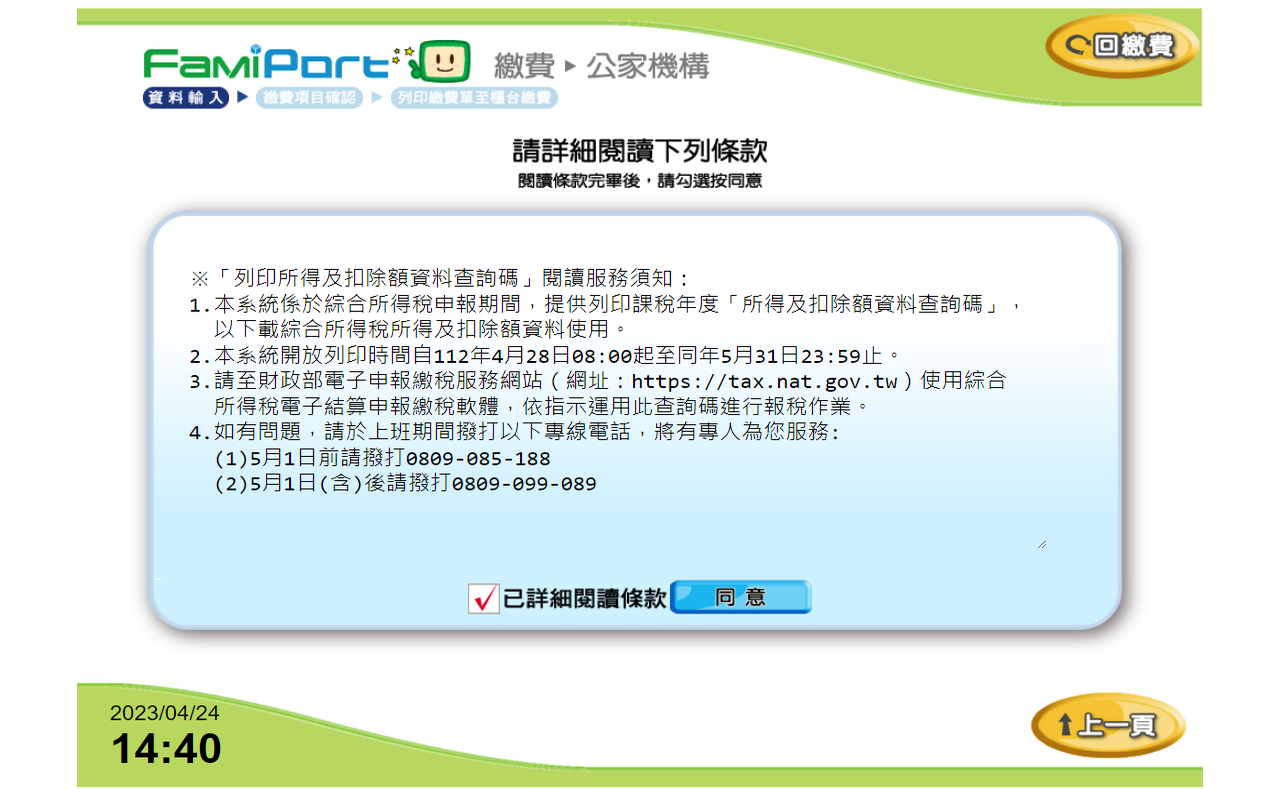 FamiPort
繳費▶公家機構
回繳費
資料輸入 ▶ 繳費項目確認 ▶ 列印繳費單至櫃台繳費
請詳細閱讀下列條款
閱讀條款完畢後,請勾選按同意
※「列印所得及扣除額資料查詢碼」閱讀服務須知:
1.本系統係於綜合所得稅申報期間,提供列印課稅年度「所得及扣除額資料查詢碼」,
以下載綜合所得稅所得及扣除額資料使用。
2.本系統開放列印時間自112年4月28日08:00起至同年5月31日23:59止。
3.請至財政部電子申報繳稅服務網站(網址:https://tax.nat.gov.tw)使用綜合
所得稅電子結算申報繳稅軟體,依指示運用此查詢碼進行報稅作業。
4.如有問題,請於上班期間撥打以下專線電話,將有專人為您服務:
(1)5月1日前請撥打0809-085-188
(2)5月1日(含)後請撥打0809-099-089
已詳細閱讀條款 同意
2023/04/24
14:40
上一頁